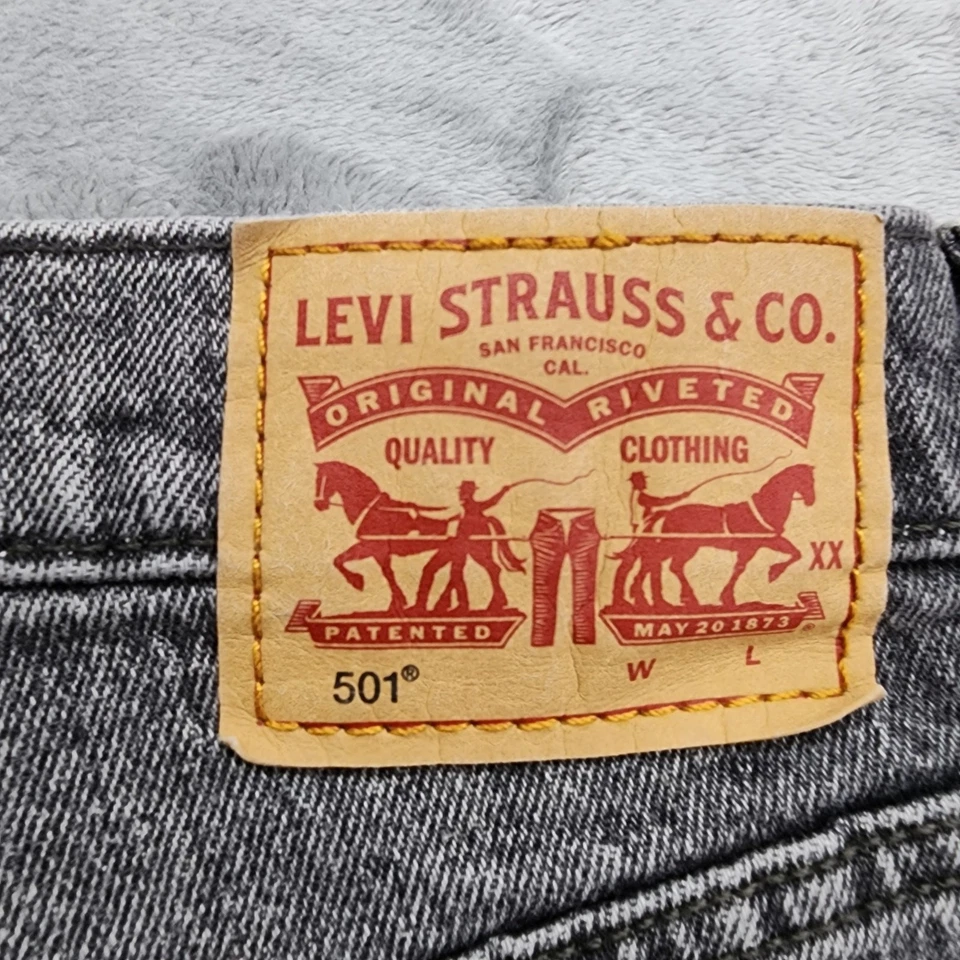 LEVI STRAUSS & CO.
SAN FRANCISCO
CAL.
ORIGINAL RIVETED
QUALITY CLOTHING
XX
PATENTED MAY 20 1873 ®
W L
501®